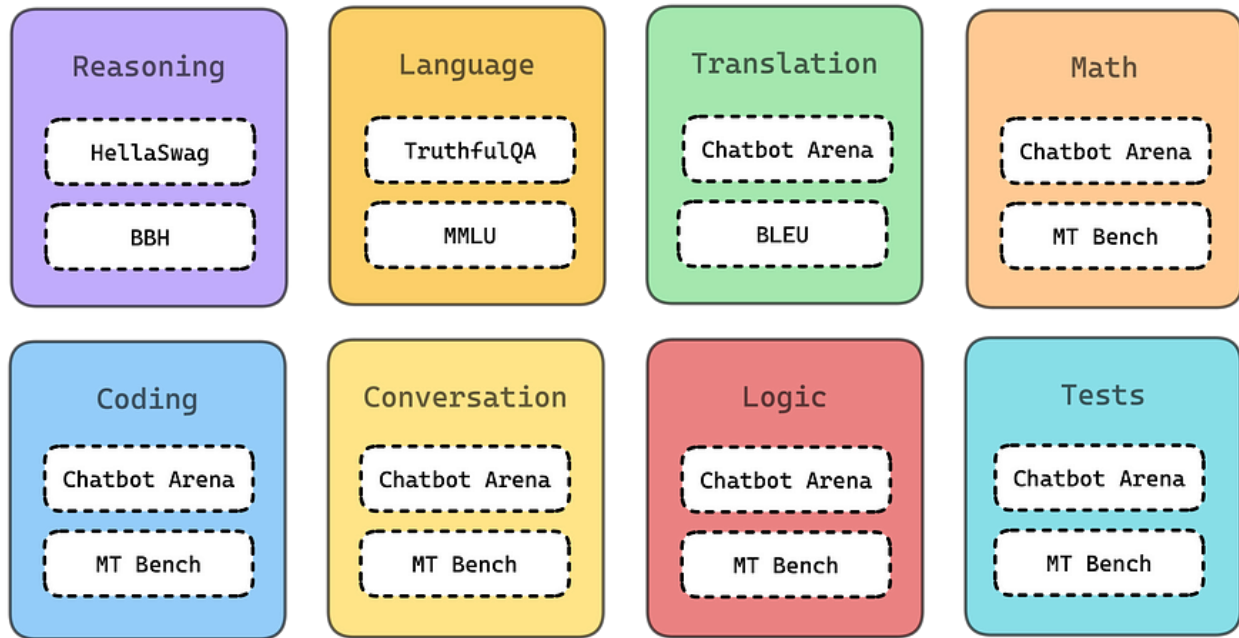 Reasoning
HellaSwag
BBH
Language
TruthfulQA
MMLU
Translation
Chatbot Arena
BLEU
Math
Chatbot Arena
MT Bench
Coding
Chatbot Arena
MT Bench
Conversation
Chatbot Arena
MT Bench
Logic
Chatbot Arena
MT Bench
Tests
Chatbot Arena
MT Bench